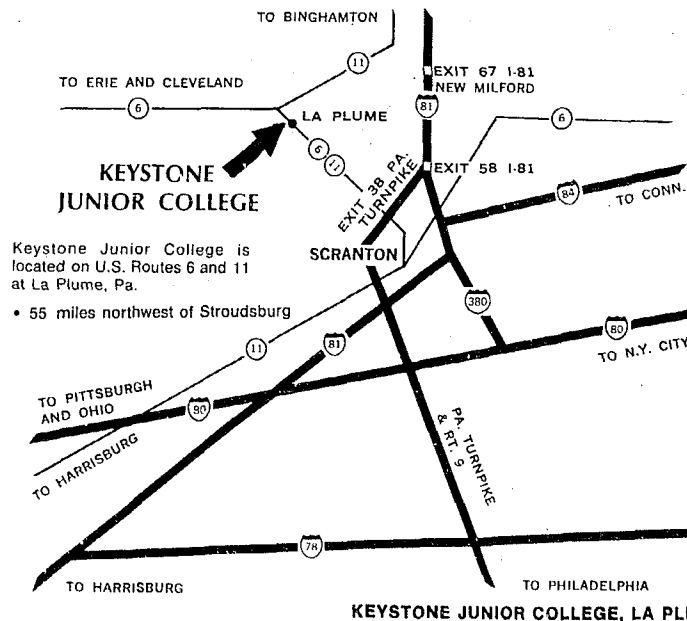 TO BINGHAMTON
11
EXIT 67 I-81
NEW MILFORD
TO ERIE AND CLEVELAND
6
LA PLUME
81
6
6
11
KEYSTONE
JUNIOR COLLEGE
EXIT 38 PA.
TURNPIKE
EXIT 58 I-81
84
TO CONN.
Keystone Junior College is
located on U.S. Routes 6 and 11
at La Plume, Pa.
SCRANTON
• 55 miles northwest of Stroudsburg
380
11
81
80
TO N.Y. CITY
TO PITTSBURGH
AND OHIO
80
PA. TURNPIKE
& RT. 9
TO HARRISBURG
78
TO HARRISBURG
TO PHILADELPHIA
KEYSTONE JUNIOR COLLEGE, LA